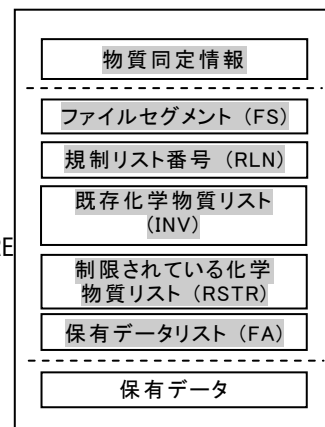 物質同定情報
ファイルセグメント（FS）
規制リスト番号（RLN）
既存化学物質リスト
（INV）
RE
制限されている化学
物質リスト（RSTR）
保有データリスト（FA）
保有データ